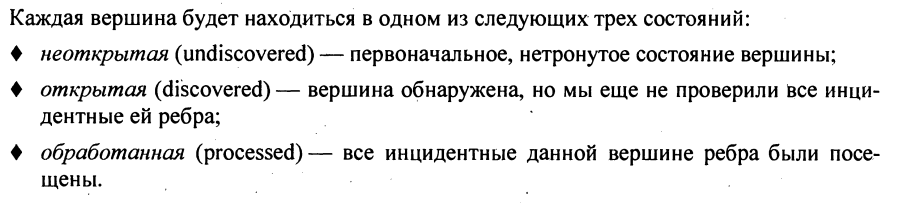 Каждая вершина будет находиться в одном из следующих трех состояний:
♦ неоткрытая (undiscovered) — первоначальное, нетронутое состояние вершины;
♦ открытая (discovered) — вершина обнаружена, но мы еще не проверили все инци-
дентные ей ребра;
♦ обработанная (processed) — все инцидентные данной вершине ребра были посе-
щены.